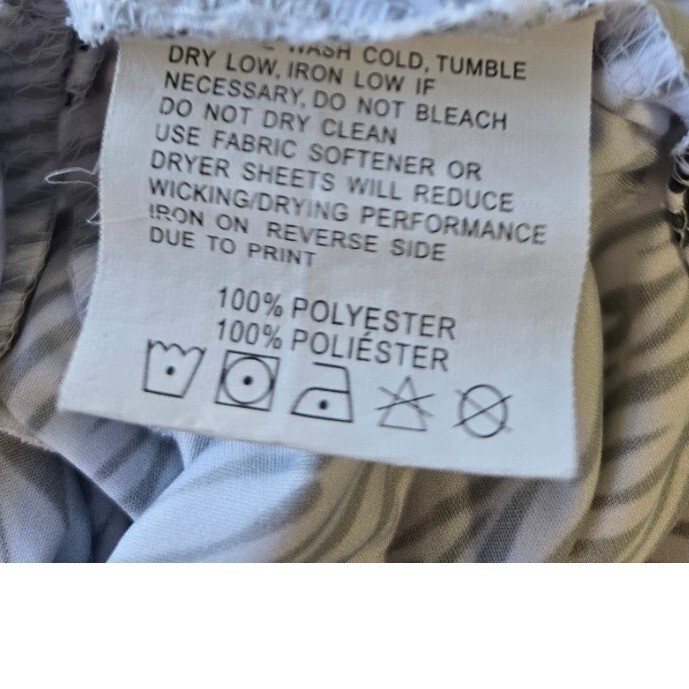 WASH COLD, TUMBLE
DRY LOW, IRON LOW IF
NECESSARY, DO NOT BLEACH
DO NOT DRY CLEAN
USE FABRIC SOFTENER OR
DRYER SHEETS WILL REDUCE
WICKING/DRYING PERFORMANCE
IRON ON REVERSE SIDE
DUE TO PRINT
100% POLYESTER
100% POLIÉSTER